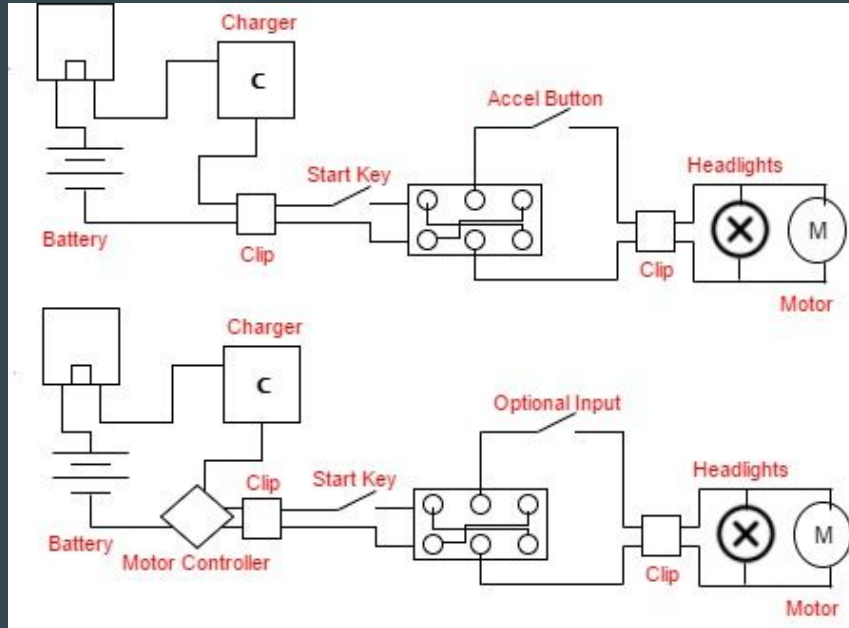 Charger
C
Accel Button
Start Key
Headlights
M
Battery
Clip
Clip
Motor
Charger
C
Optional Input
Clip
Start Key
Headlights
M
Battery
Motor Controller
Clip
Motor